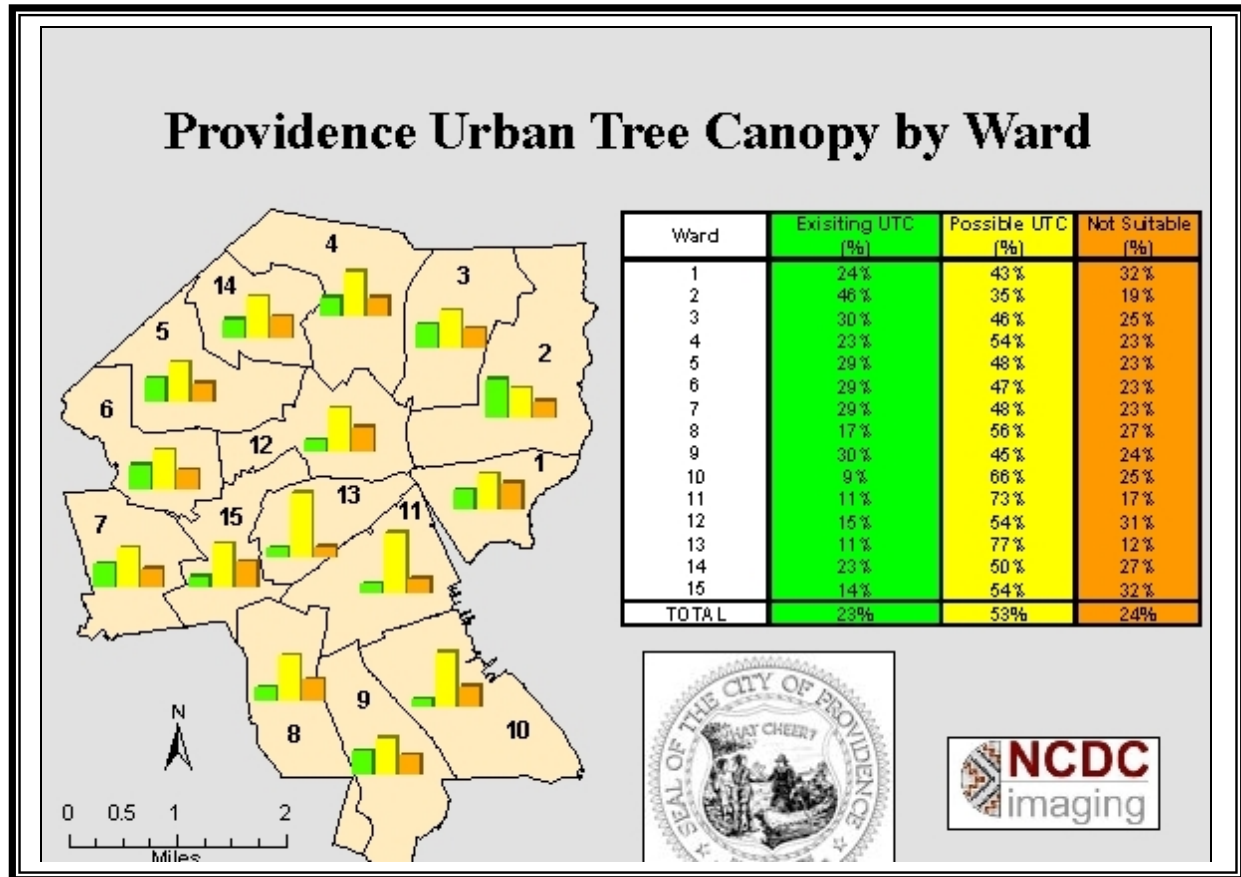 Providence Urban Tree Canopy by Ward
Ward Exisiting UTC (%) Possible UTC (%) Not Suitable (%)
1 24% 43% 32%
2 46% 35% 19%
3 30% 46% 25%
4 23% 54% 23%
5 29% 48% 23%
6 29% 47% 23%
7 29% 48% 23%
8 17% 56% 27%
9 30% 45% 24%
10 9% 66% 25%
11 11% 73% 17%
12 15% 54% 31%
13 11% 77% 12%
14 23% 50% 27%
15 14% 54% 32%
TOTAL 23% 53% 24%
4
3
14
5
2
6
12
1
13
11
15
7
9
10
8
N
0 0.5 1 2
Miles
SEAL OF THE CITY OF PROVIDENCE
WHAT CHEER?
NCDC
imaging